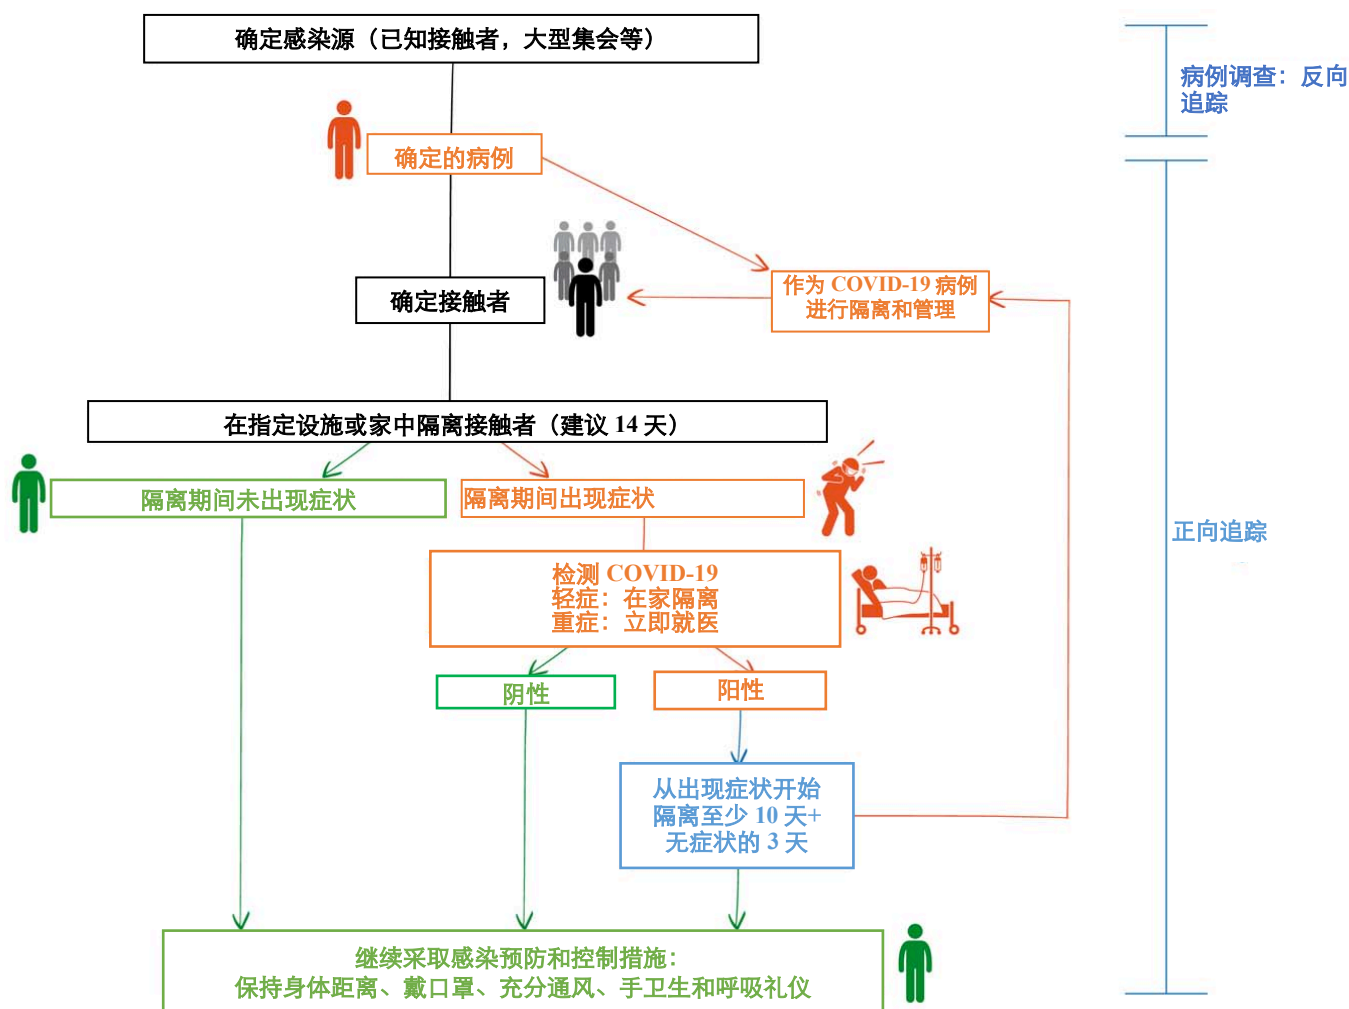 确定感染源（已知接触者，大型集会等）
病例调查：反向
追踪
确定的病例
作为 COVID-19 病例
进行隔离和管理
确定接触者
在指定设施或家中隔离接触者（建议 14 天）
隔离期间未出现症状
隔离期间出现症状
正向追踪
检测 COVID-19
轻症：在家隔离
重症：立即就医
阴性
阳性
从出现症状开始
隔离至少 10 天+
无症状的 3 天
继续采取感染预防和控制措施：
保持身体距离、戴口罩、充分通风、手卫生和呼吸礼仪